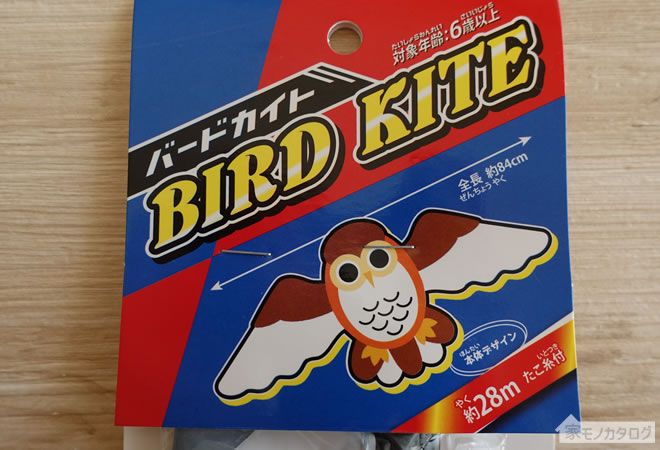 たいしょうねんれい さいいじょう
対象年齢：6歳以上
バードカイト
BIRD KITE
全長 約84cm
ぜんちょう やく
ほんたい
本体デザイン
やく いとつき
約28m たこ糸付
家モノカタログ